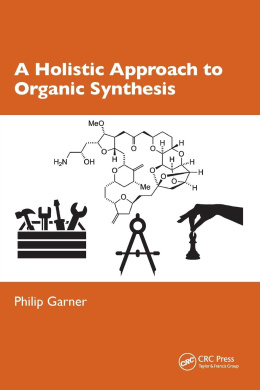 A Holistic Approach to
Organic Synthesis
MeO
H H
O O O H
H₂N OH H
O O O H
Me O
O H
Philip Garner
CRC Press
Taylor & Francis Group